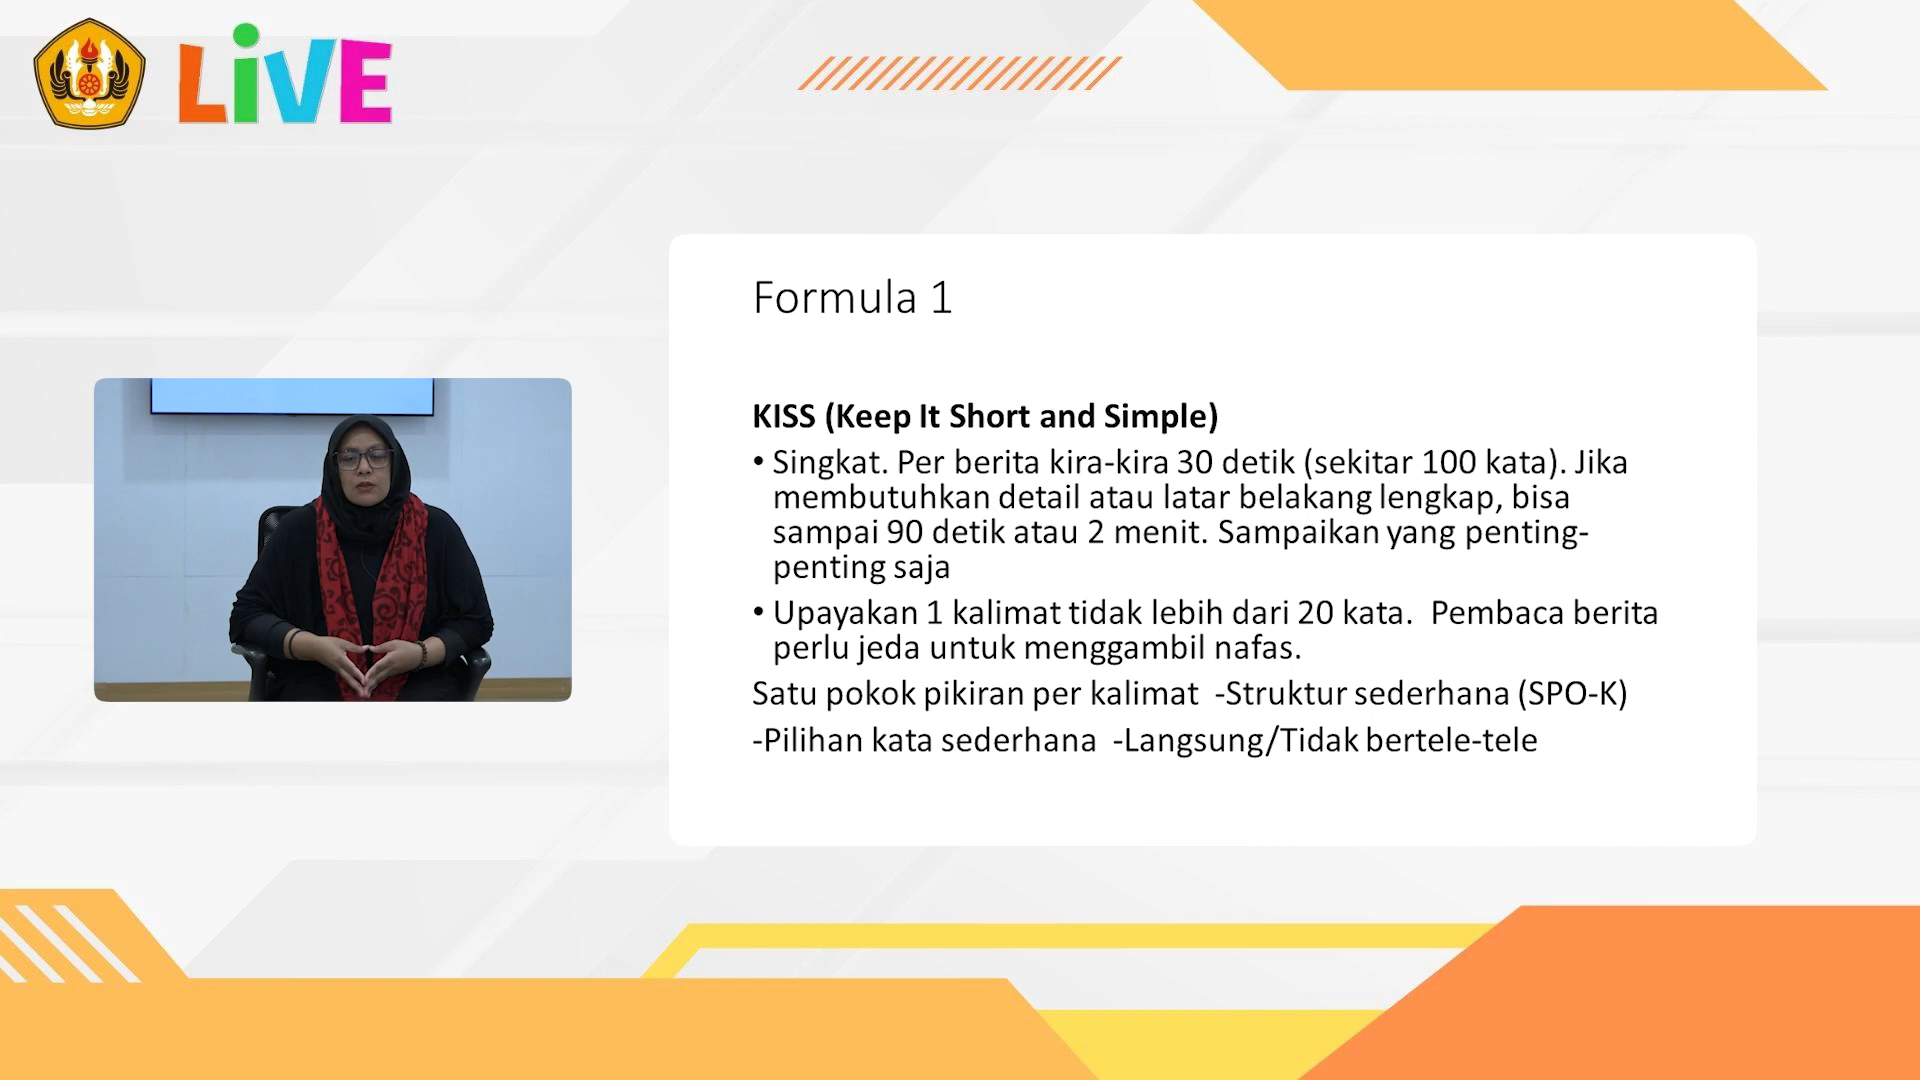 LiVE
Formula 1
KISS (Keep It Short and Simple)
• Singkat. Per berita kira-kira 30 detik (sekitar 100 kata). Jika
membutuhkan detail atau latar belakang lengkap, bisa
sampai 90 detik atau 2 menit. Sampaikan yang penting-
penting saja
• Upayakan 1 kalimat tidak lebih dari 20 kata.  Pembaca berita
perlu jeda untuk menggambil nafas.
Satu pokok pikiran per kalimat  -Struktur sederhana (SPO-K)
-Pilihan kata sederhana  -Langsung/Tidak bertele-tele